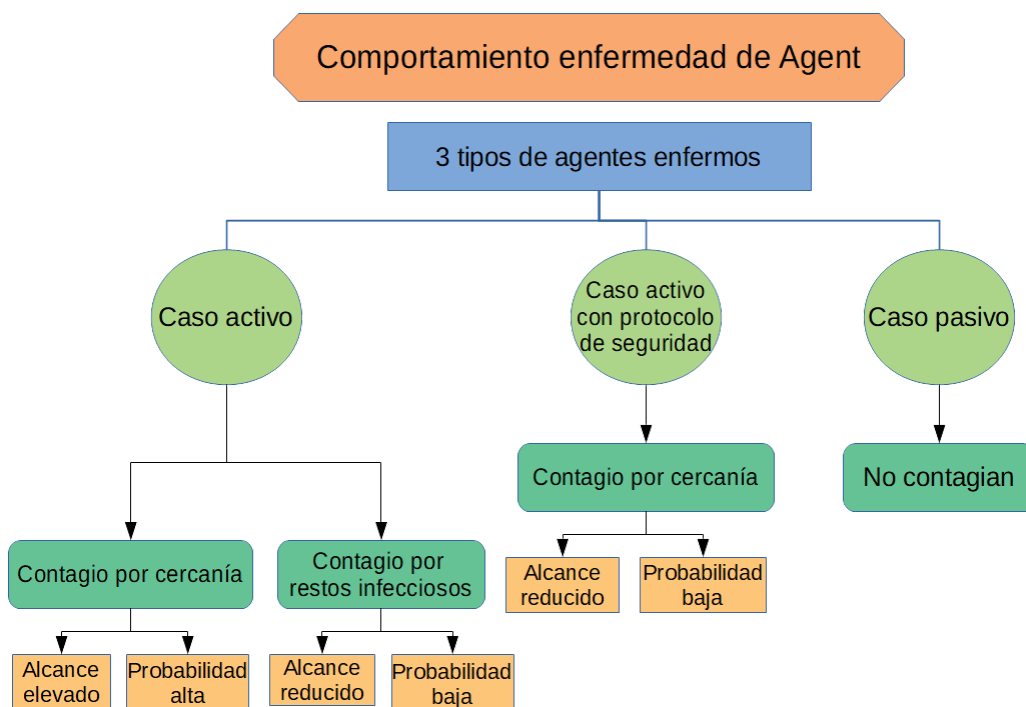 Comportamiento enfermedad de Agent
3 tipos de agentes enfermos
Caso activo
Caso activo
con protocolo
de seguridad
Caso pasivo
Contagio por cercanía
No contagian
Contagio por cercanía
Contagio por
restos infecciosos
Alcance
reducido
Probabilidad
baja
Alcance
elevado
Probabilidad
alta
Alcance
reducido
Probabilidad
baja